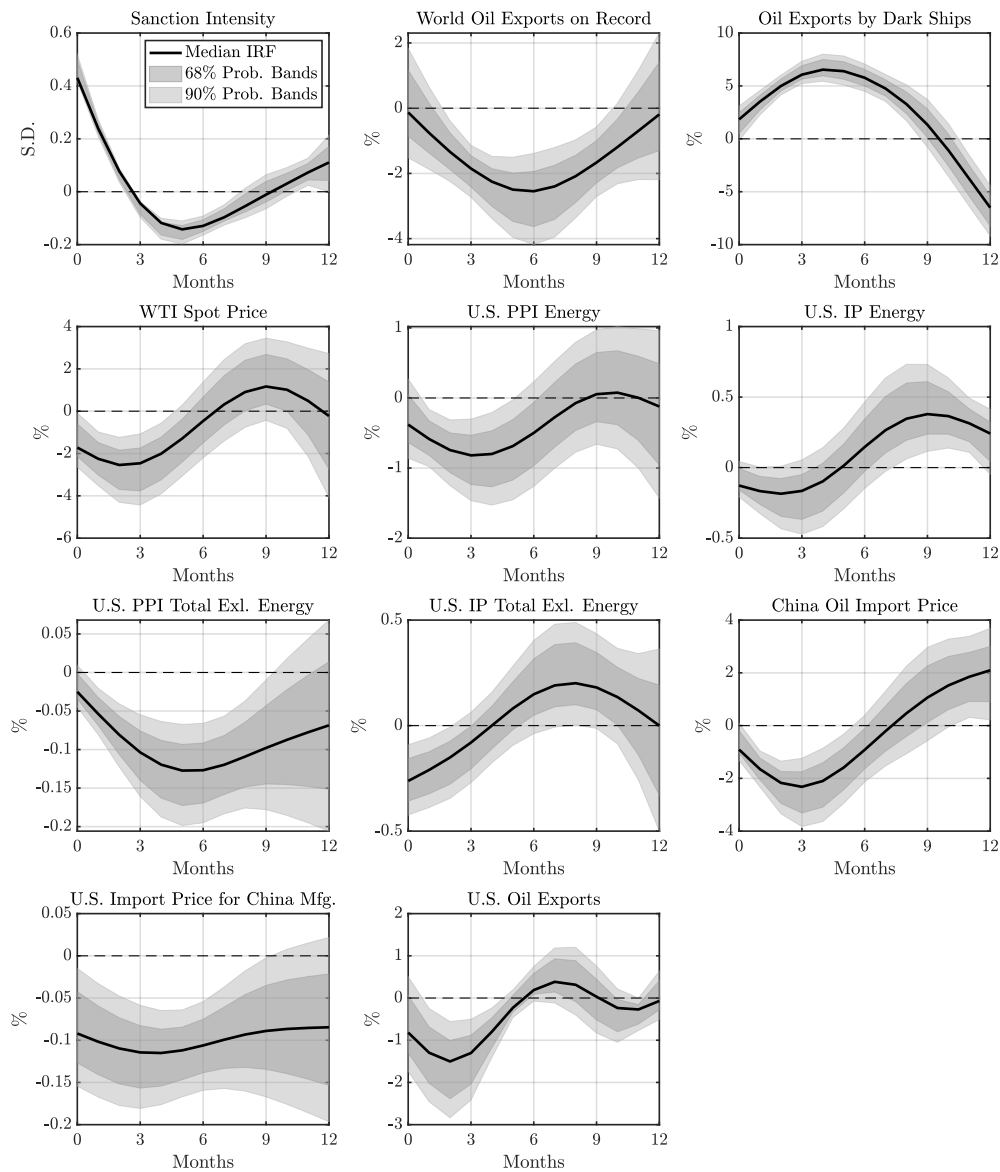 Sanction Intensity
0.6
0.4
0.2
0
-0.2
S.D.
Median IRF
68% Prob. Bands
90% Prob. Bands
0 3 6 9 12
Months
World Oil Exports on Record
2
0
-2
-4
%
0 3 6 9 12
Months
Oil Exports by Dark Ships
10
5
0
-5
-10
%
0 3 6 9 12
Months
WTI Spot Price
4
2
0
-2
-4
-6
%
0 3 6 9 12
Months
U.S. PPI Energy
1
0
-1
-2
%
0 3 6 9 12
Months
U.S. IP Energy
1
0.5
0
-0.5
%
0 3 6 9 12
Months
U.S. PPI Total Exl. Energy
0.05
0
-0.05
-0.1
-0.15
-0.2
%
0 3 6 9 12
Months
U.S. IP Total Exl. Energy
0.5
0
-0.5
%
0 3 6 9 12
Months
China Oil Import Price
4
2
0
-2
-4
%
0 3 6 9 12
Months
U.S. Import Price for China Mfg.
0.05
0
-0.05
-0.1
-0.15
-0.2
%
0 3 6 9 12
Months
U.S. Oil Exports
2
1
0
-1
-2
-3
%
0 3 6 9 12
Months